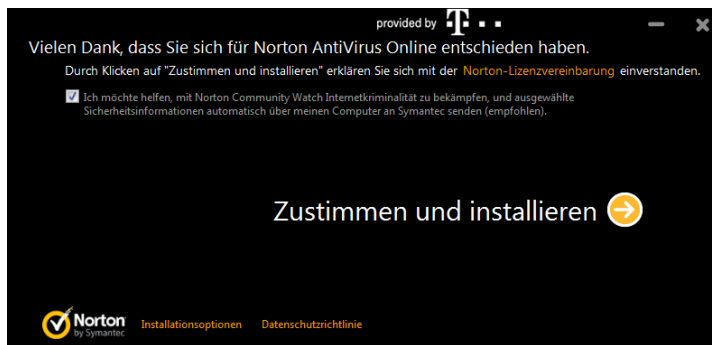 provided by T
Vielen Dank, dass Sie sich für Norton AntiVirus Online entschieden haben.
Durch Klicken auf "Zustimmen und installieren" erklären Sie sich mit der Norton-Lizenzvereinbarung einverstanden.
Ich möchte helfen, mit Norton Community Watch Internetkriminalität zu bekämpfen, und ausgewählte
Sicherheitsinformationen automatisch über meinen Computer an Symantec senden (empfohlen).
Zustimmen und installieren
Norton
by Symantec
Installationsoptionen Datenschutzrichtlinie